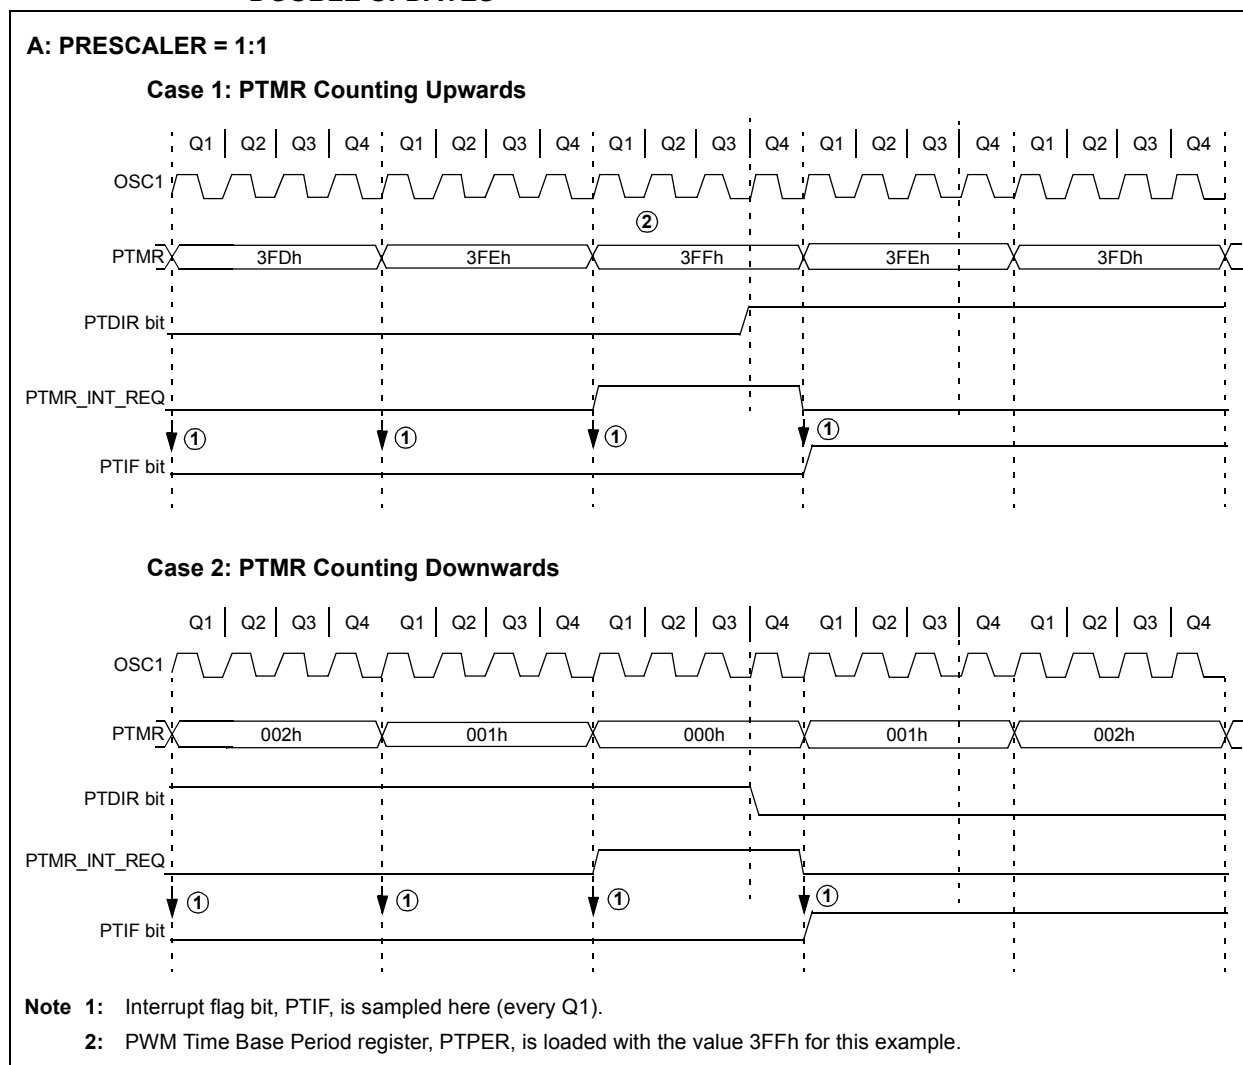 A: PRESCALER = 1:1
Case 1: PTMR Counting Upwards
Q1 Q2 Q3 Q4 Q1 Q2 Q3 Q4 Q1 Q2 Q3 Q4 Q1 Q2 Q3 Q4 Q1 Q2 Q3 Q4
OSC1
2
PTMR 3FDh 3FEh 3FFh 3FEh 3FDh
PTDIR bit
PTMR_INT_REQ
1 1 1 1
PTIF bit
Case 2: PTMR Counting Downwards
Q1 Q2 Q3 Q4 Q1 Q2 Q3 Q4 Q1 Q2 Q3 Q4 Q1 Q2 Q3 Q4 Q1 Q2 Q3 Q4
OSC1
PTMR 002h 001h 000h 001h 002h
PTDIR bit
PTMR_INT_REQ
1 1 1 1
PTIF bit
Note 1: Interrupt flag bit, PTIF, is sampled here (every Q1).
2: PWM Time Base Period register, PTPER, is loaded with the value 3FFh for this example.